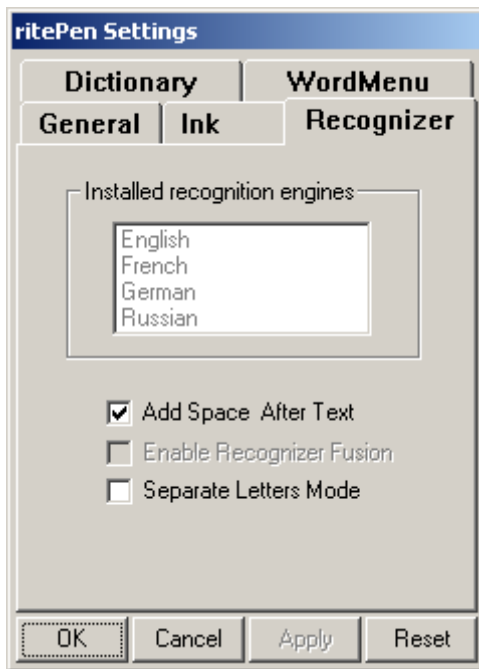 ritePen Settings
Dictionary WordMenu
General Ink Recognizer
Installed recognition engines
English
French
German
Russian
Add Space After Text
Enable Recognizer Fusion
Separate Letters Mode
OK Cancel Apply Reset